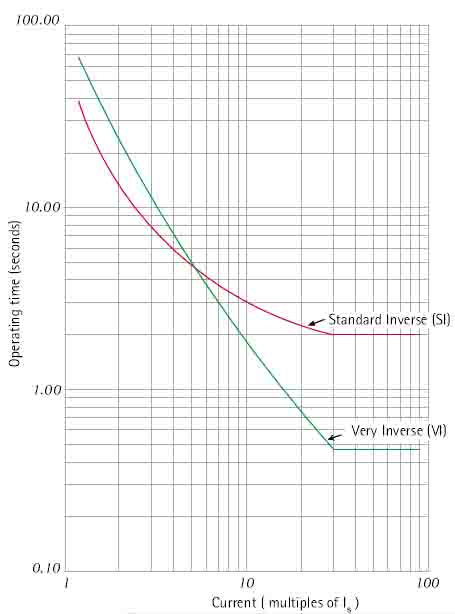 100.00
10.00
Operating time (seconds)
Standard Inverse (SI)
1.00
Very Inverse (VI)
0.10
1
10
100
Current ( multiples of Is )